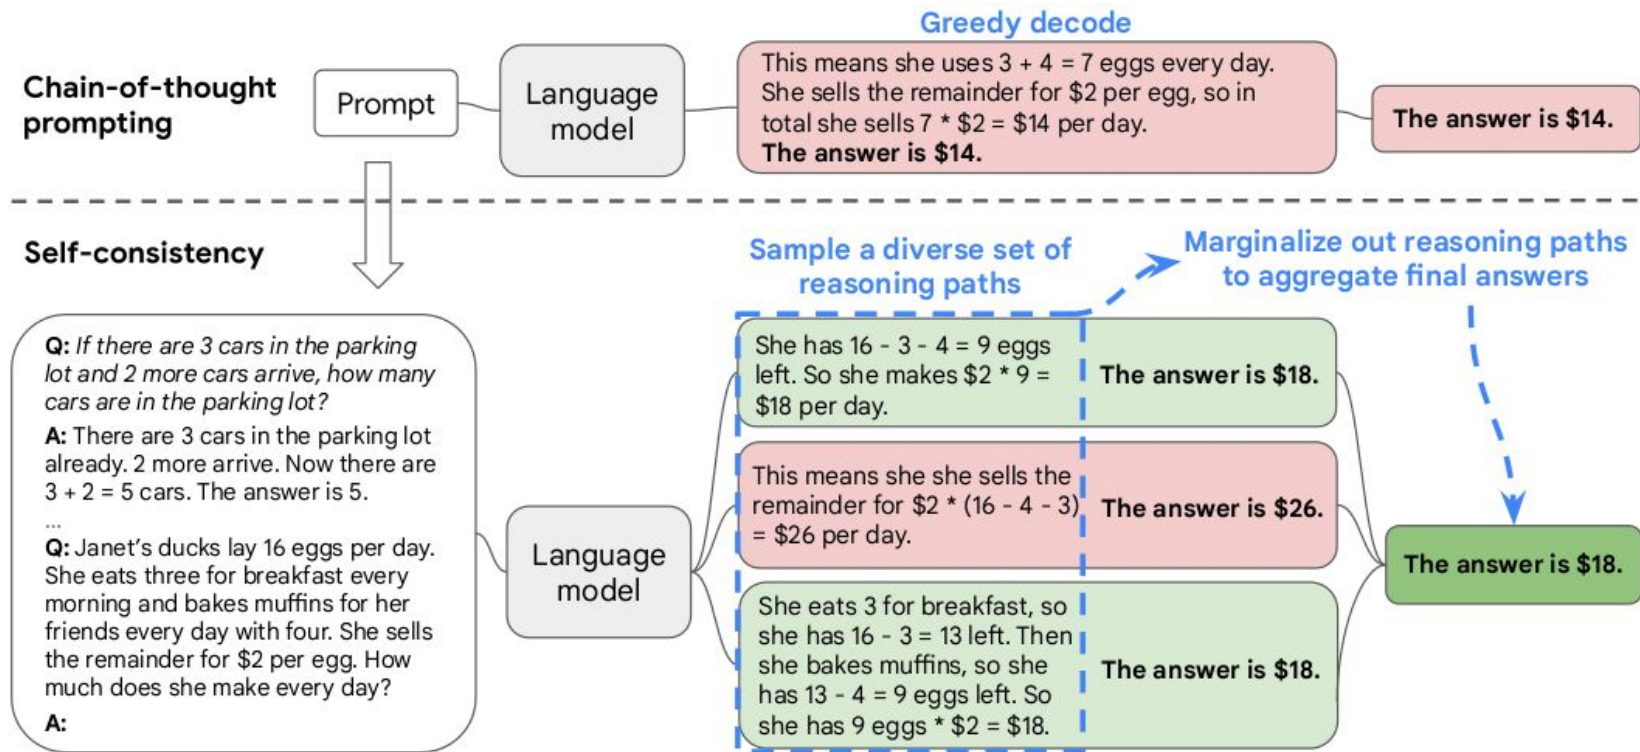 Greedy decode
Chain-of-thought
prompting
Prompt
Language
model
This means she uses 3 + 4 = 7 eggs every day.
She sells the remainder for $2 per egg, so in
total she sells 7 * $2 = $14 per day.
The answer is $14.
The answer is $14.
Self-consistency
Sample a diverse set of
reasoning paths
Marginalize out reasoning paths
to aggregate final answers
Q: If there are 3 cars in the parking
lot and 2 more cars arrive, how many
cars are in the parking lot?
A: There are 3 cars in the parking lot
already. 2 more arrive. Now there are
3 + 2 = 5 cars. The answer is 5.
...
Q: Janet's ducks lay 16 eggs per day.
She eats three for breakfast every
morning and bakes muffins for her
friends every day with four. She sells
the remainder for $2 per egg. How
much does she make every day?
A:
Language
model
She has 16 - 3 - 4 = 9 eggs
left. So she makes $2 * 9 =
$18 per day.
The answer is $18.
This means she she sells the
remainder for $2 * (16 - 4 - 3)
= $26 per day.
The answer is $26.
She eats 3 for breakfast, so
she has 16 - 3 = 13 left. Then
she bakes muffins, so she
has 13 - 4 = 9 eggs left. So
she has 9 eggs * $2 = $18.
The answer is $18.
The answer is $18.